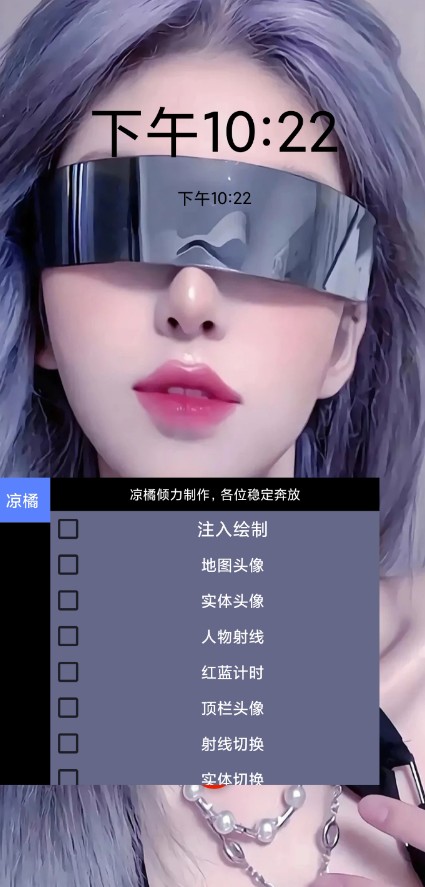 下午10:22
下午10:22
凉橘
凉橘倾力制作，各位稳定奔放
注入绘制
地图头像
实体头像
人物射线
红蓝计时
顶栏头像
射线切换
实体切换